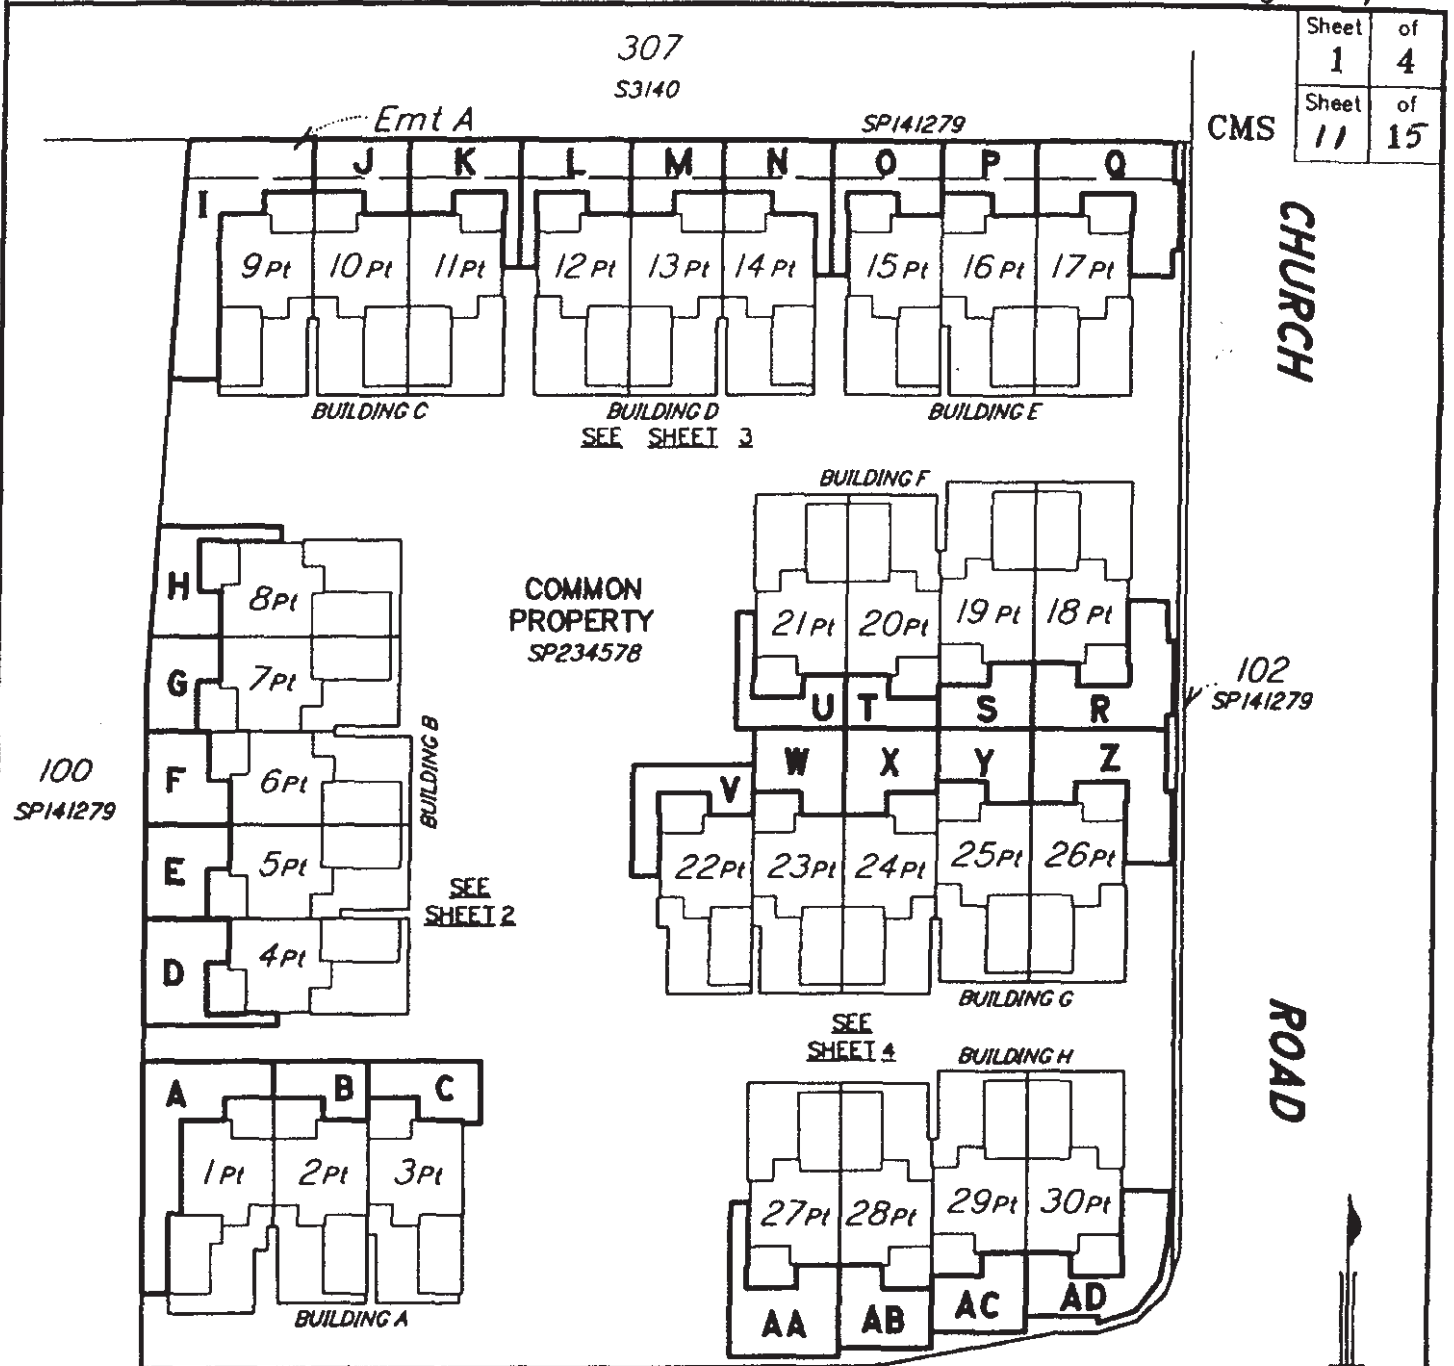 Sheet of
1 4
Sheet of
11 15
307
S3140
Emt A
SP141279
CMS
J K L M N O P Q
I
9Pt 10Pt 11Pt 12Pt 13Pt 14Pt 15Pt 16Pt 17Pt
CHURCH
BUILDING C BUILDING D BUILDING E
SEE SHEET 3
BUILDING F
H
8Pt
COMMON
PROPERTY
SP234578
21Pt 20Pt 19Pt 18Pt
G
7Pt
102
SP141279
U T S R
100
SP141279
F
6Pt
BUILDING B
V W X Y Z
E
5Pt
22Pt 23Pt 24Pt 25Pt 26Pt
SEE
SHEET 2
D
4Pt
BUILDING G
SEE
SHEET 4
BUILDING H
ROAD
A B C
1Pt 2Pt 3Pt
27Pt 28Pt 29Pt 30Pt
BUILDING A
AA AB AC AD